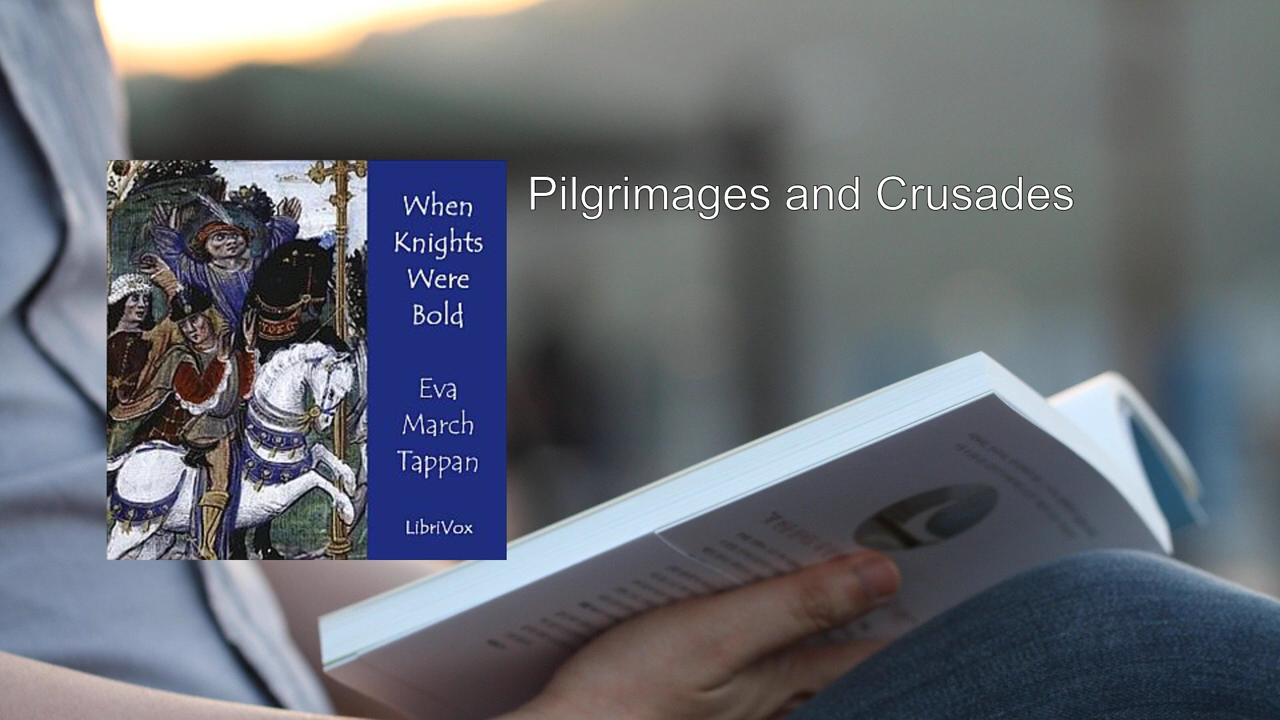 When
Knights
Were
Bold
Eva
March
Tappan
LibriVox
Pilgrimages and Crusades